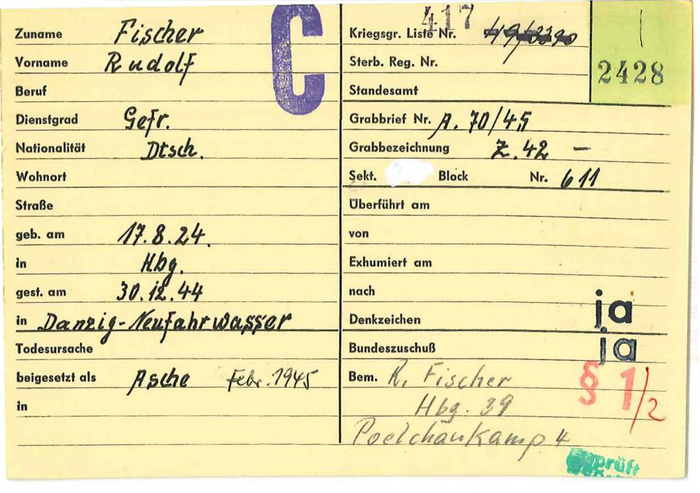 Zuname Fischer
Vorname Rudolf
Beruf
Dienstgrad Gefr.
Nationalität Dtsch.
Wohnort
Straße
geb. am 17.8.24.
in Hbg.
gest. am 30.12.44
in Danzig-Neufahrwasser
Todesursache
beigesetzt als Asche Febr. 1945
in
C
417
Kriegsgr. Liste Nr.
2428
Sterb. Reg. Nr.
Standesamt
Grabbrief Nr. A. 70/45
Grabbezeichnung Z. 42 –
Sekt. Block Nr. 611
Überführt am
von
Exhumiert am
nach
Denkzeichen ja
Bundeszuschuß ja
Bem. R. Fischer § 1/2
Hbg. 39
Poelchaukamp 4